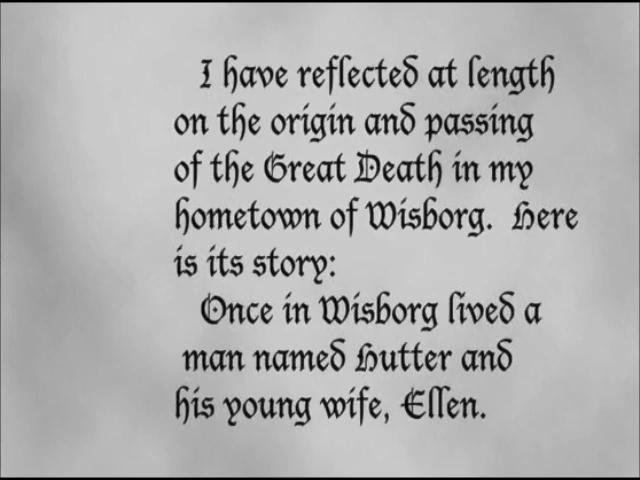 I have reflected at length
on the origin and passing
of the Great Death in my
hometown of Wisborg. Here
is its story:
Once in Wisborg lived a
man named Hutter and
his young wife, Ellen.